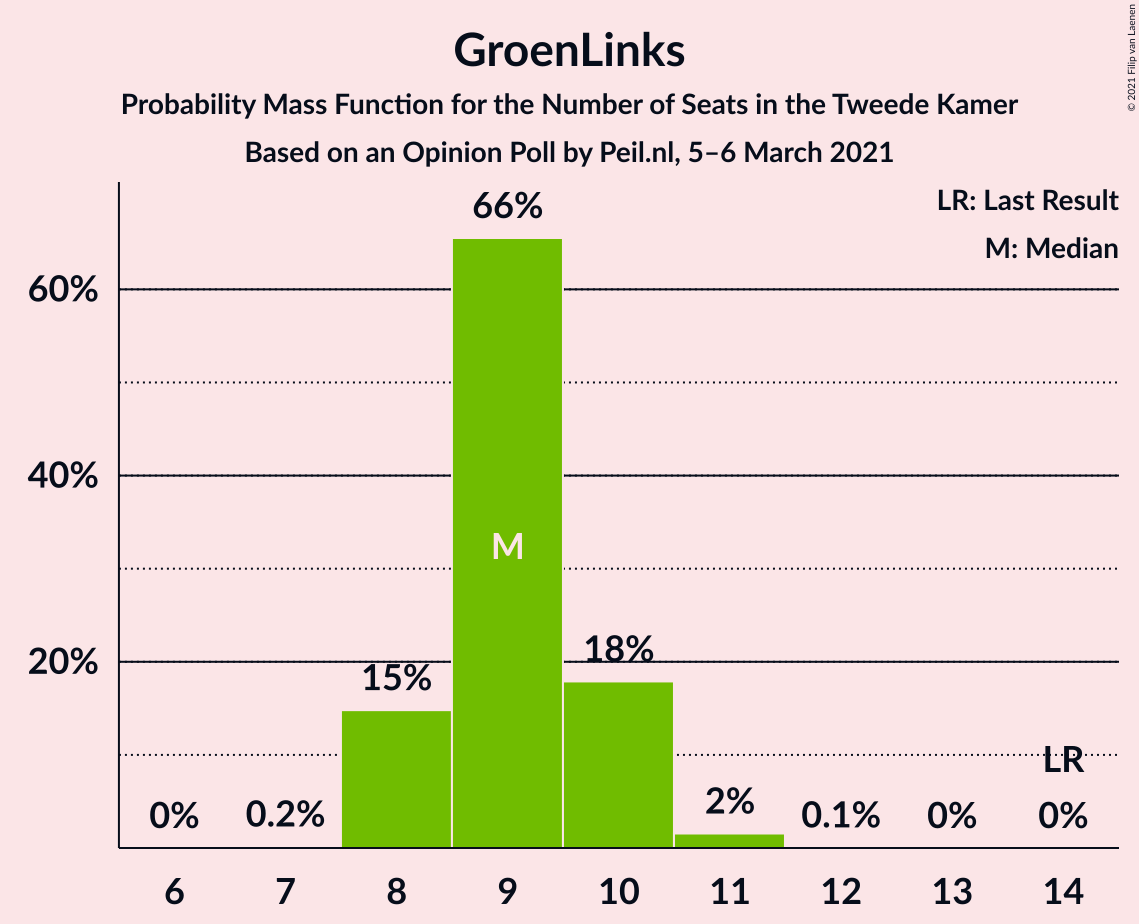 GroenLinks
Probability Mass Function for the Number of Seats in the Tweede Kamer
Based on an Opinion Poll by Peil.nl, 5–6 March 2021
© 2021 Filip van Laenen
LR: Last Result
M: Median
66%
60%
40%
M
18%
20%
15%
LR
0%
0.2%
2%
0.1%
0%
0%
6 7 8 9 10 11 12 13 14